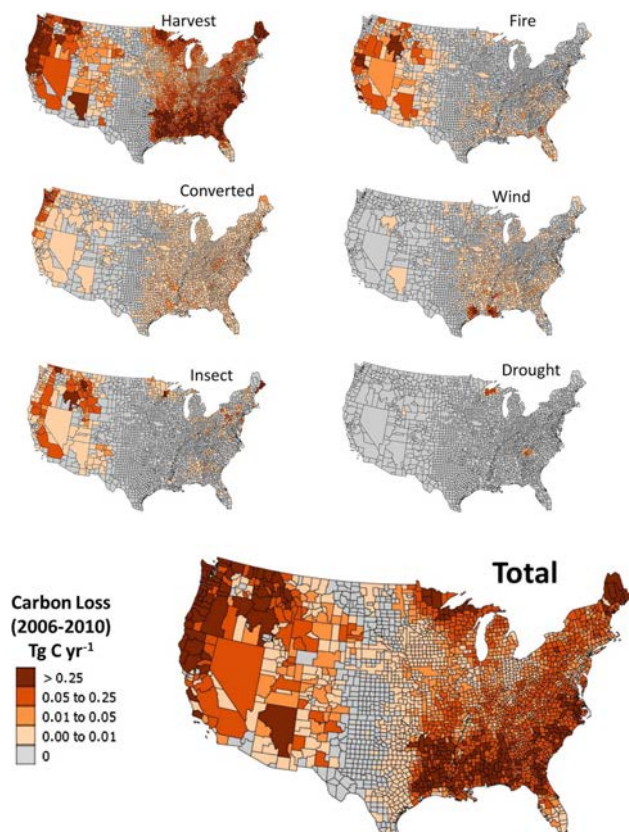 Harvest
Fire
Converted
Wind
Insect
Drought
Total
Carbon Loss
(2006-2010)
Tg C yr⁻¹
> 0.25
0.05 to 0.25
0.01 to 0.05
0.00 to 0.01
0